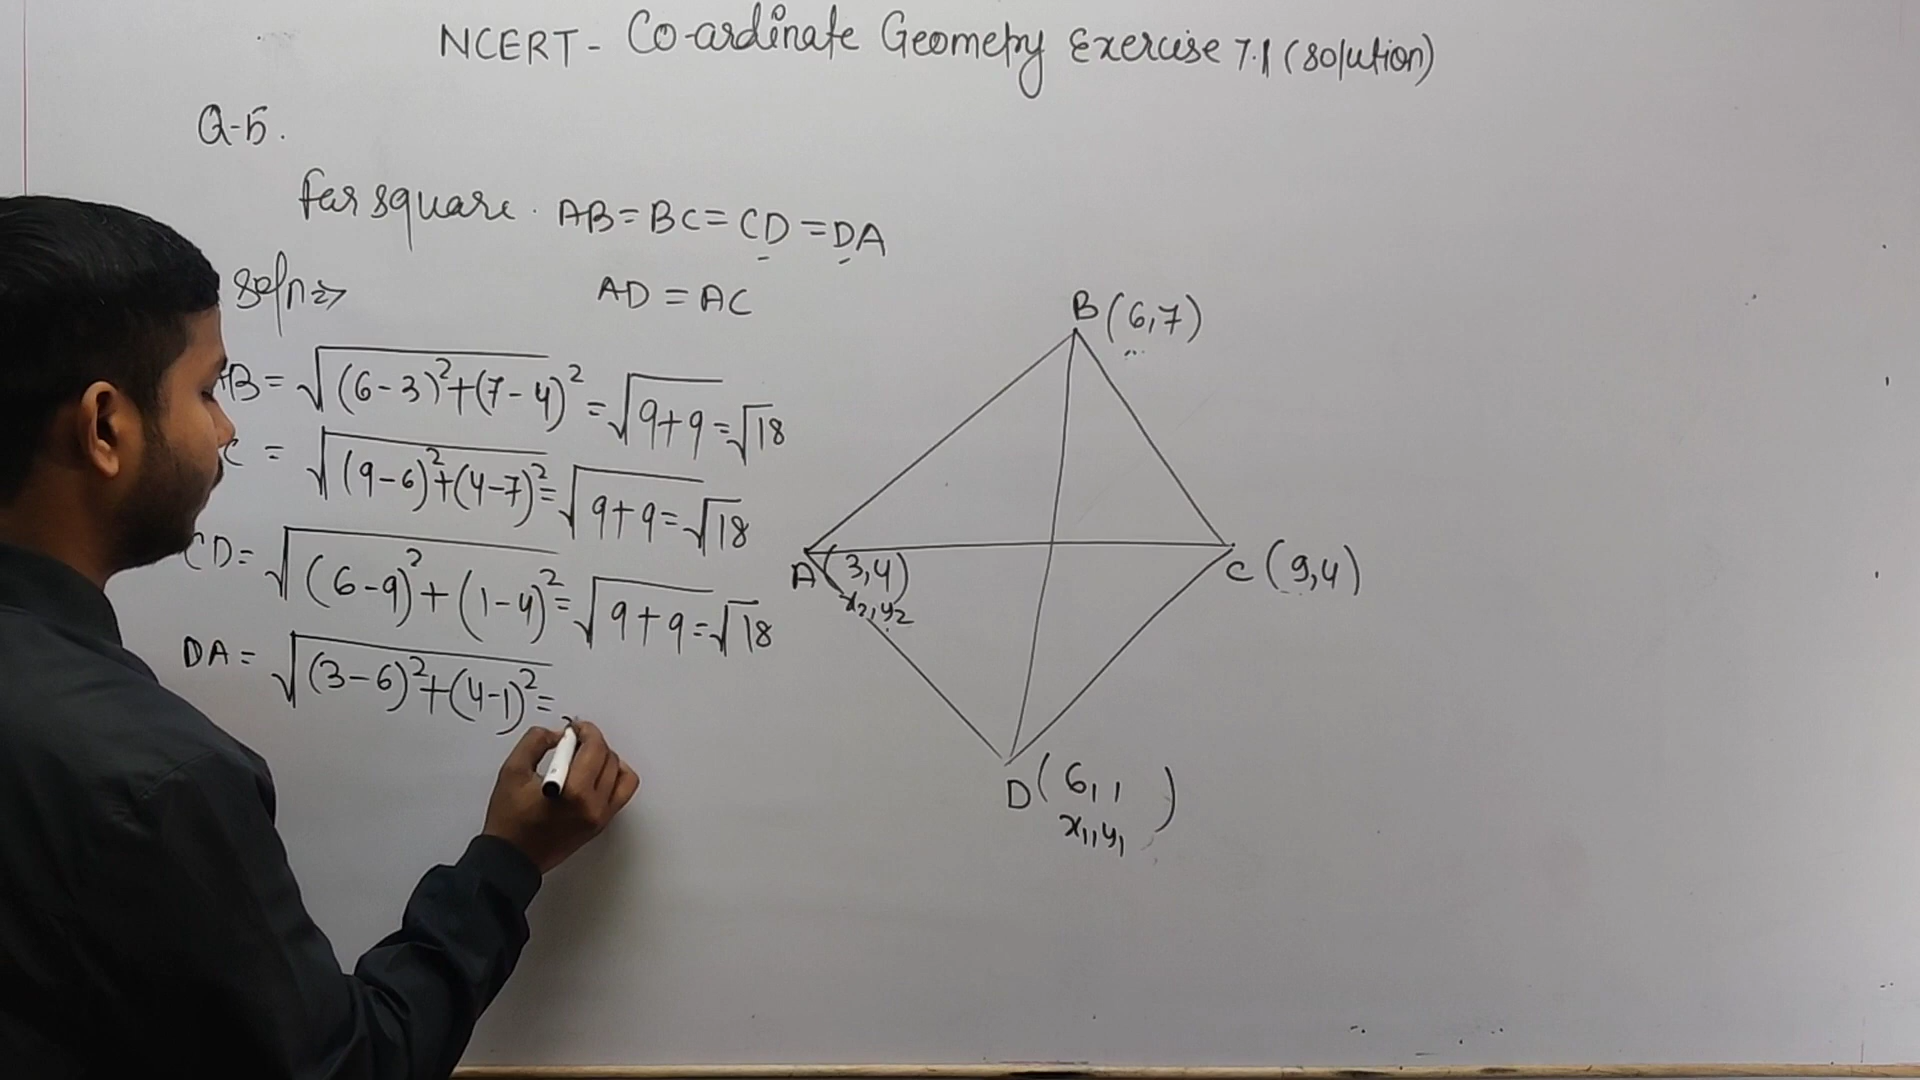 NCERT - Co-ardinate Geometry Exercise 7.1 (solution)
Q-5.
For square. AB=BC=CD=DA
Soln ⇒ AD = AC
B = √(6-3)²+(7-4)² = √9+9 = √18
C = √(9-6)²+(4-7)² = √9+9 = √18
CD = √(6-9)²+(1-4)² = √9+9 = √18
DA = √(3-6)²+(4-1)² =
B (6,7)
A (3,4)
x₂,y₂
C (9,4)
D (6,1 )
x₁,y₁